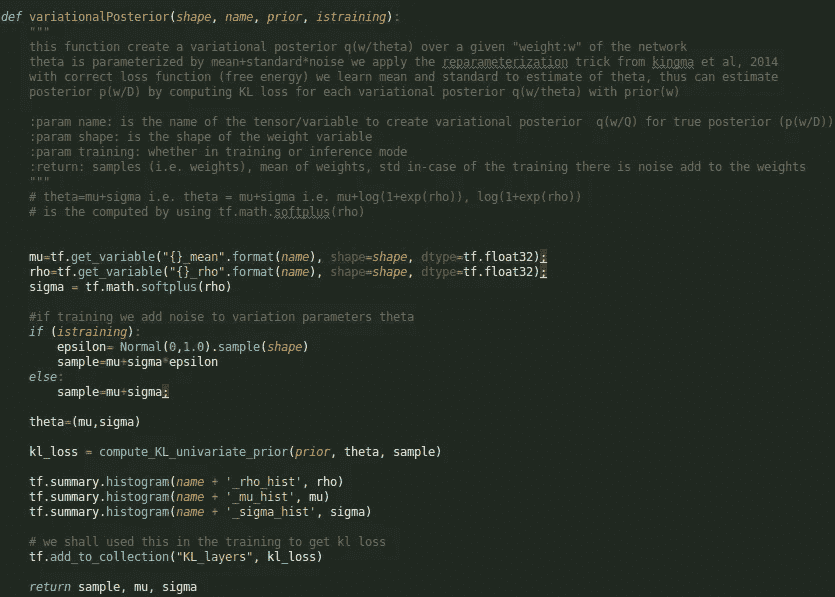 def variationalPosterior(shape, name, prior, istraining):
    """
    this function create a variational posterior q(w/theta) over a given "weight:w" of the network
    theta is parameterized by mean+standard*noise we apply the reparameterization trick from kingma et al, 2014
    with correct loss function (free energy) we learn mean and standard to estimate of theta, thus can estimate
    posterior p(w/D) by computing KL loss for each variational posterior q(w/theta) with prior(w)

    :param name: is the name of the tensor/variable to create variational posterior  q(w/Q) for true posterior (p(w/D))
    :param shape: is the shape of the weight variable
    :param training: whether in training or inference mode
    :return: samples (i.e. weights), mean of weights, std in-case of the training there is noise add to the weights
    """
    # theta=mu+sigma i.e. theta = mu+sigma i.e. mu+log(1+exp(rho)), log(1+exp(rho))
    # is the computed by using tf.math.softplus(rho)

    mu=tf.get_variable("{}_mean".format(name), shape=shape, dtype=tf.float32);
    rho=tf.get_variable("{}_rho".format(name), shape=shape, dtype=tf.float32);
    sigma = tf.math.softplus(rho)

    #if training we add noise to variation parameters theta
    if (istraining):
        epsilon= Normal(0,1.0).sample(shape)
        sample=mu+sigma*epsilon
    else:
        sample=mu+sigma;

    theta=(mu,sigma)

    kl_loss = compute_KL_univariate_prior(prior, theta, sample)

    tf.summary.histogram(name + '_rho_hist', rho)
    tf.summary.histogram(name + '_mu_hist', mu)
    tf.summary.histogram(name + '_sigma_hist', sigma)

    # we shall used this in the training to get kl loss
    tf.add_to_collection("KL_layers", kl_loss)

    return sample, mu, sigma